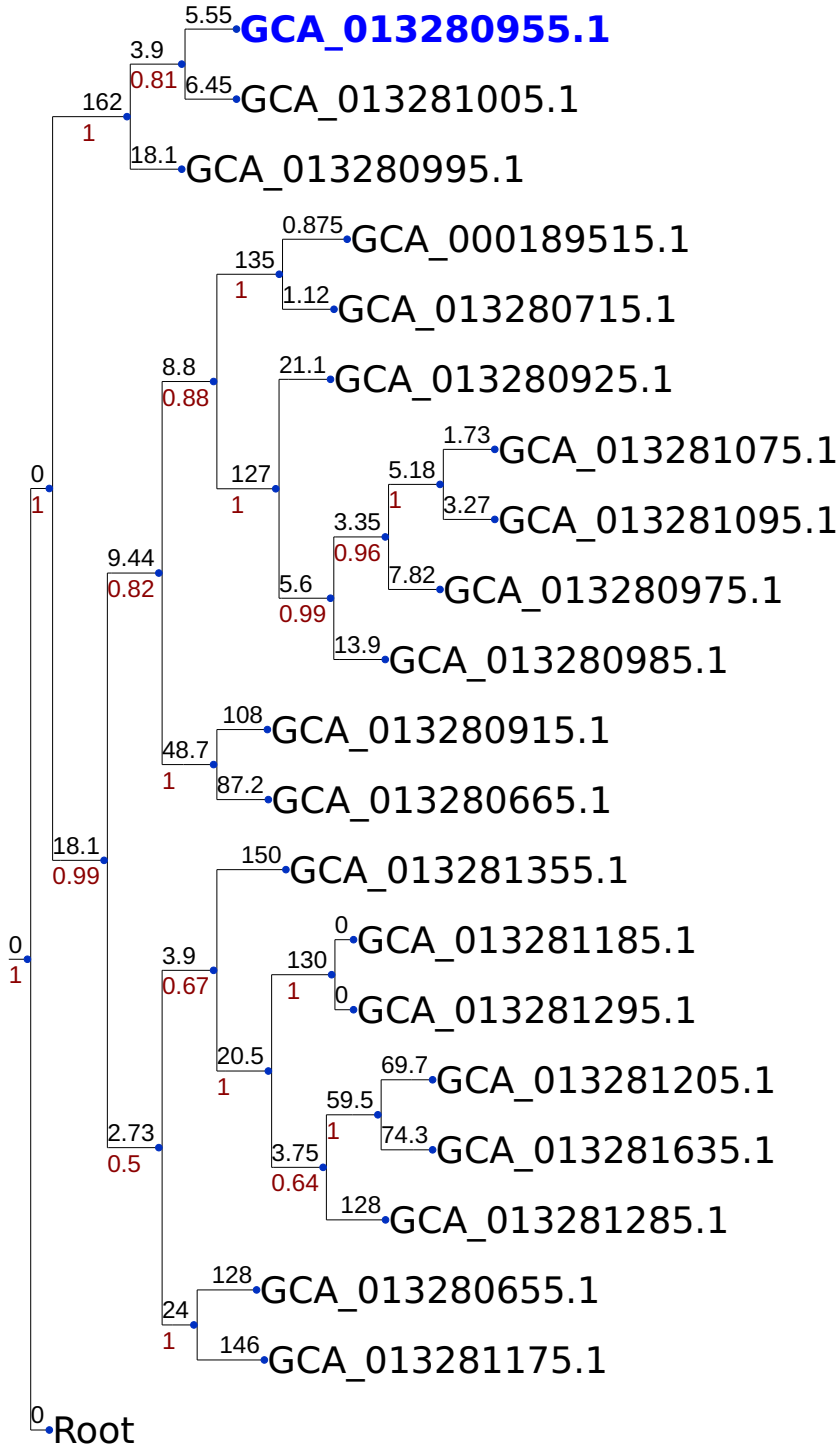 5.55
GCA_013280955.1
3.9
0.81
6.45
GCA_013281005.1
162
1
18.1
GCA_013280995.1
0.875
GCA_000189515.1
135
1
1.12
GCA_013280715.1
8.8
0.88
21.1
GCA_013280925.1
1.73
GCA_013281075.1
5.18
1
127
1
3.27
GCA_013281095.1
0
1
3.35
0.96
9.44
0.82
7.82
GCA_013280975.1
5.6
0.99
13.9
GCA_013280985.1
108
GCA_013280915.1
48.7
1
87.2
GCA_013280665.1
18.1
0.99
150
GCA_013281355.1
0
GCA_013281185.1
0
1
3.9
0.67
130
1
0
GCA_013281295.1
20.5
1
69.7
GCA_013281205.1
59.5
1
2.73
0.5
74.3
GCA_013281635.1
3.75
0.64
128
GCA_013281285.1
128
GCA_013280655.1
24
1
146
GCA_013281175.1
0
Root